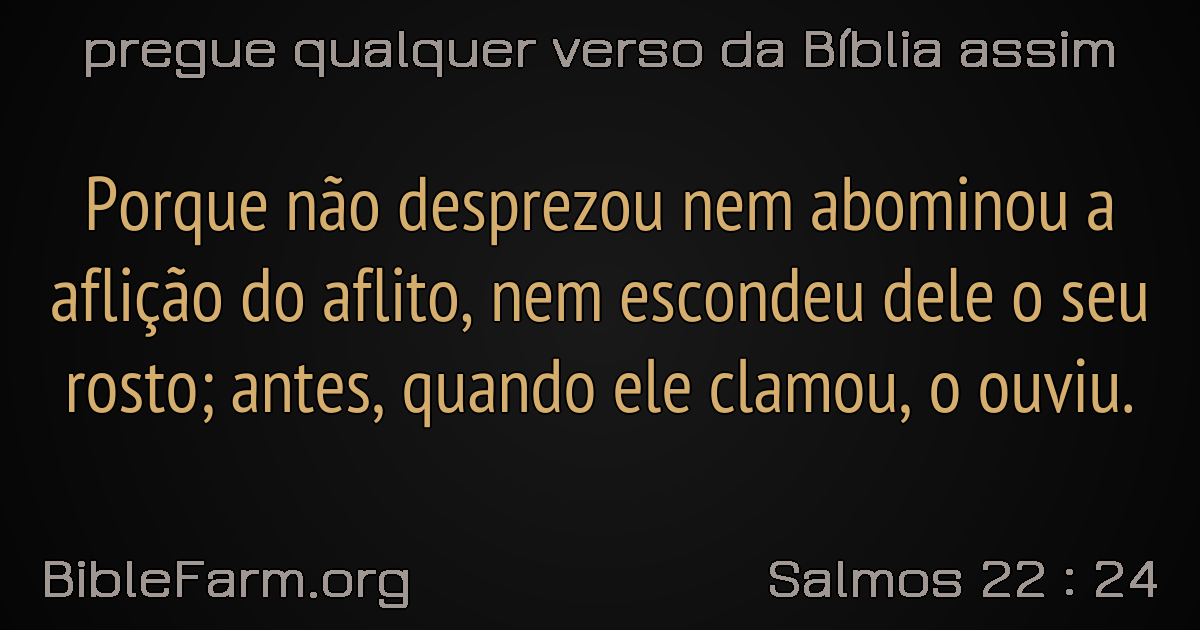 pregue qualquer verso da Bíblia assim
Porque não desprezou nem abominou a
aflição do aflito, nem escondeu dele o seu
rosto; antes, quando ele clamou, o ouviu.
BibleFarm.org
Salmos 22 : 24